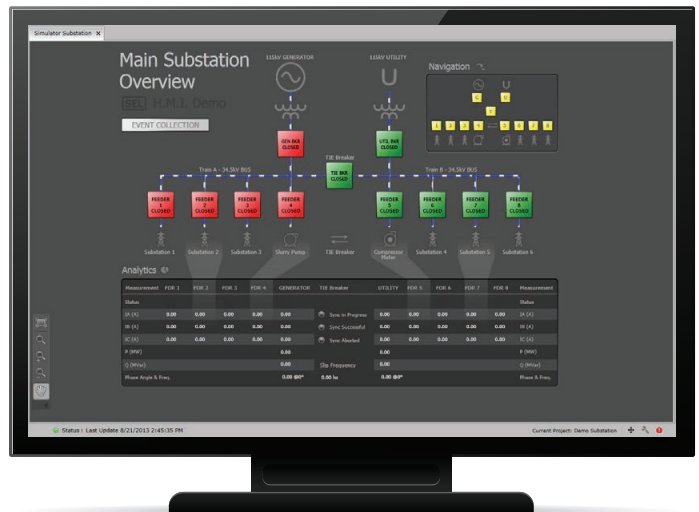 Simulator Substation x
Main Substation
Overview
SEL H.M.I. Demo
EVENT COLLECTION
115kV GENERATOR
115kV UTILITY
Navigation
G U
T
1 2 3 4 5 6 7 8
GEN BKR
CLOSED
UTIL BKR
CLOSED
TIE Breaker
TIE BKR
CLOSED
Train A - 34.5kV BUS
Train B - 34.5kV BUS
FEEDER
1
CLOSED
FEEDER
2
CLOSED
FEEDER
3
CLOSED
FEEDER
4
CLOSED
FEEDER
5
CLOSED
FEEDER
6
CLOSED
FEEDER
7
CLOSED
FEEDER
8
CLOSED
Substation 1 Substation 2 Substation 3 Slurry Pump TIE Breaker Compressor Motor Substation 4 Substation 5 Substation 6
Analytics
Measurement FDR 1 FDR 2 FDR 3 FDR 4 GENERATOR TIE Breaker UTILITY FDR 5 FDR 6 FDR 7 FDR 8 Measurement
Status Status
IA (A) 0.00 0.00 0.00 0.00 0.00 Sync in Progress 0.00 0.00 0.00 0.00 0.00 IA (A)
IB (A) 0.00 0.00 0.00 0.00 0.00 Sync Successful 0.00 0.00 0.00 0.00 0.00 IB (A)
IC (A) 0.00 0.00 0.00 0.00 0.00 Sync Aborted 0.00 0.00 0.00 0.00 0.00 IC (A)
P (MW) 0.00 0.00 P (MW)
Q (MVar) 0.00 Slip Frequency 0.00 Q (MVar)
Phase Angle & Freq. 0.00 @0° 0.00 hz 0.00 @0° Phase & Freq.
Status : Last Update 8/21/2013 2:45:35 PM
Current Project: Demo Substation